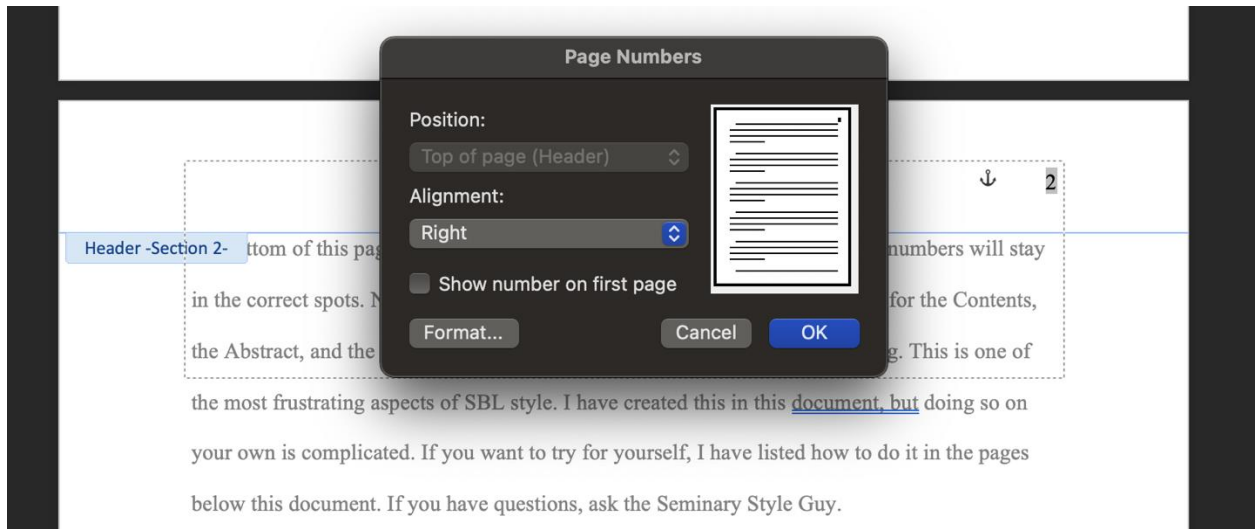 Page Numbers
Position:
Top of page (Header)
Alignment:
Right
Show number on first page
Format...
Cancel
OK
2
Header -Section 2-
ttom of this pag numbers will stay
in the correct spots. N for the Contents,
the Abstract, and the g. This is one of
the most frustrating aspects of SBL style. I have created this in this document, but doing so on
your own is complicated. If you want to try for yourself, I have listed how to do it in the pages
below this document. If you have questions, ask the Seminary Style Guy.